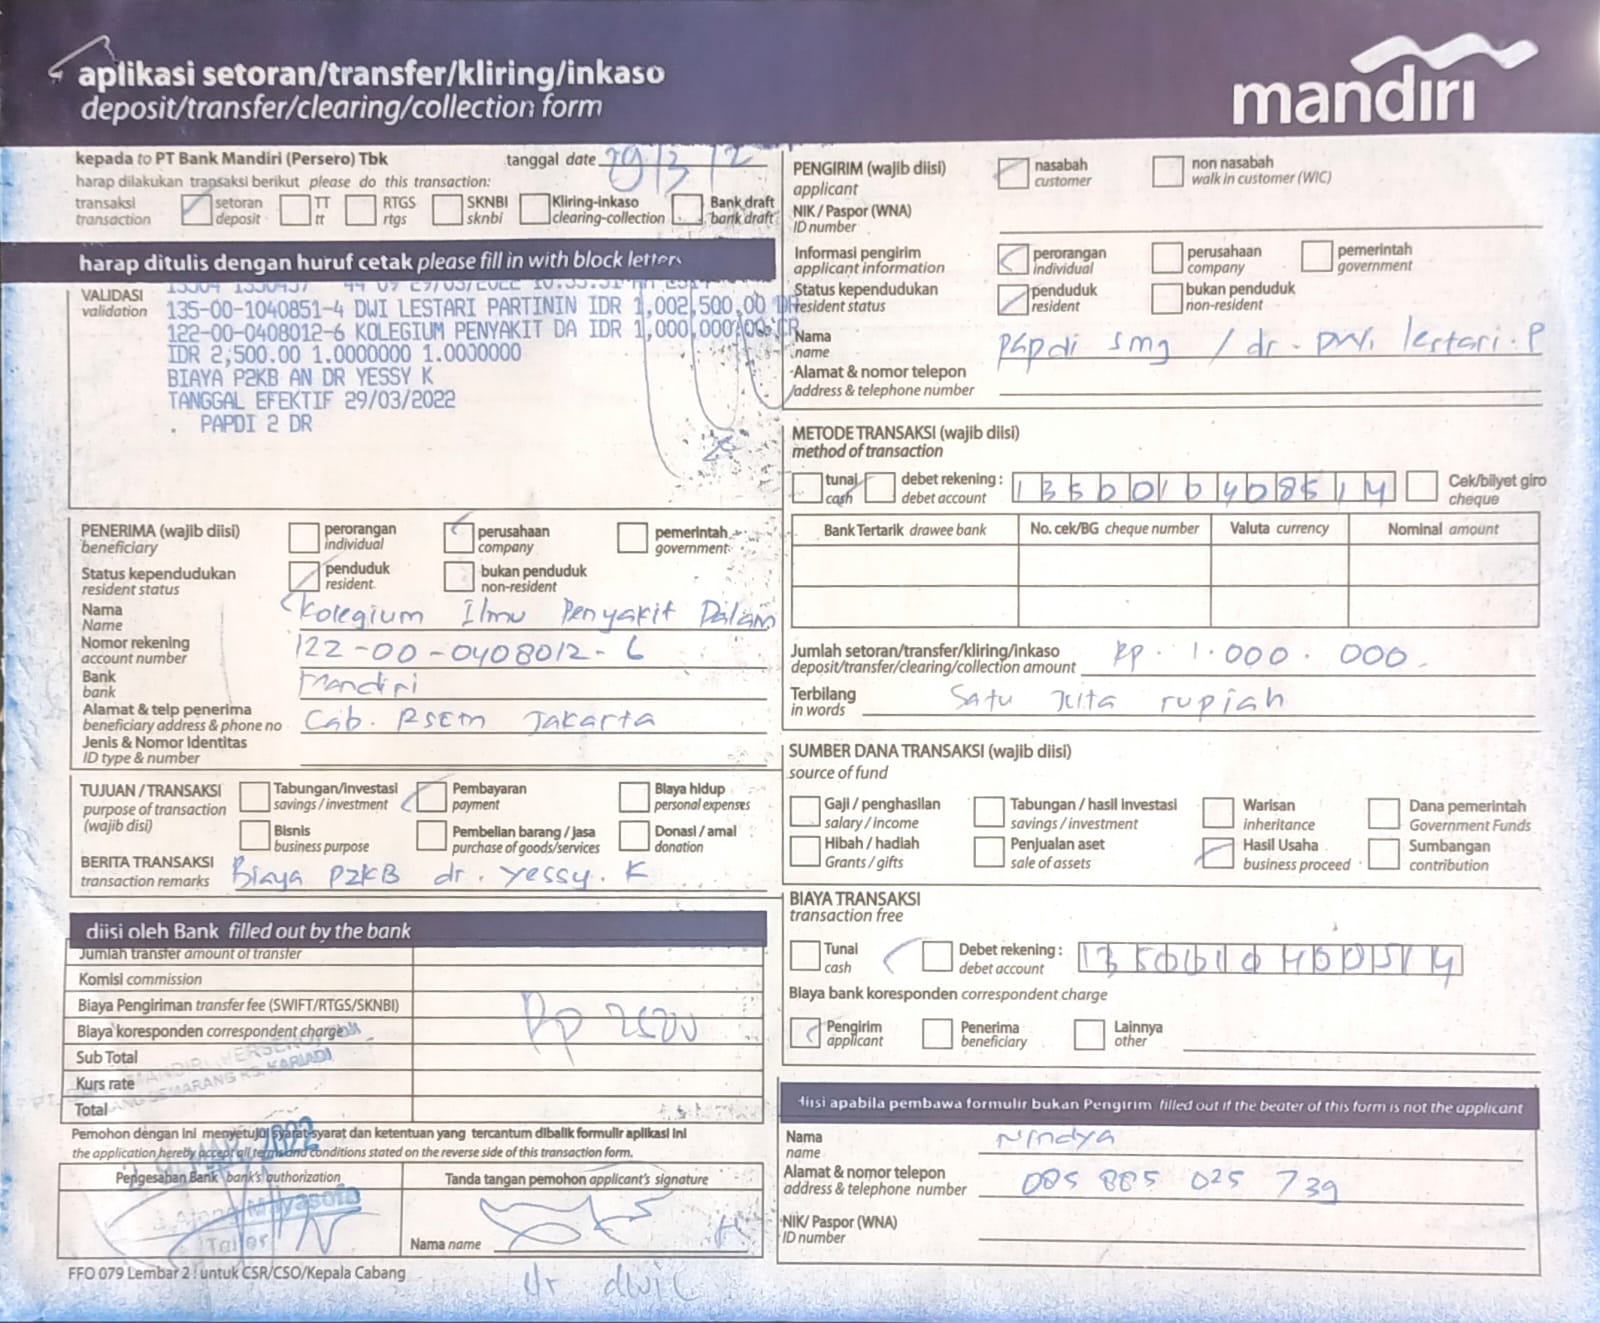 aplikasi setoran/transfer/kliring/inkaso
deposit/transfer/clearing/collection form
mandiri
kepada to PT Bank Mandiri (Persero) Tbk
tanggal date 29/3/2
harap dilakukan transaksi berikut please do this transaction:
transaksi transaction
setoran deposit
TT tt
RTGS rtgs
SKNBI sknbi
Kliring-inkaso clearing-collection
Bank draft bank draft
harap ditulis dengan huruf cetak please fill in with block letter
VALIDASI validation
135-00-1040851-4 DWI LESTARI PARTININ IDR 1,002,500.00 DR
122-00-0408012-6 KOLEGIUM PENYAKIT DA IDR 1,000,000.00 CR
IDR 2,500.00 1.0000000 1.0000000
BIAYA P2KB AN DR YESSY K
TANGGAL EFEKTIF 29/03/2022
. PAPDI 2 DR
PENERIMA (wajib diisi) beneficiary
perorangan individual
perusahaan company
pemerintah government
Status kependudukan resident status
penduduk resident
bukan penduduk non-resident
Nama Name
Kolegium Ilmu Penyakit Dalam
Nomor rekening account number
122-00-0408012-6
Bank bank
Mandiri
Alamat & telp penerima beneficiary address & phone no
Cab. RSCM Jakarta
Jenis & Nomor Identitas ID type & number
TUJUAN / TRANSAKSI purpose of transaction (wajib disi)
Tabungan/investasi savings / investment
Pembayaran payment
Biaya hidup personal expenses
Bisnis business purpose
Pembelian barang / jasa purchase of goods/services
Donasi / amal donation
BERITA TRANSAKSI transaction remarks
Biaya P2KB dr. Yessy. K
diisi oleh Bank filled out by the bank
Jumlah transfer amount of transfer
Komisi commission
Biaya Pengiriman transfer fee (SWIFT/RTGS/SKNBI)
Rp 2500
Biaya koresponden correspondent charge
Sub Total
Kurs rate
Total
Pemohon dengan ini menyetujui syarat-syarat dan ketentuan yang tercantum dibalik formulir aplikasi ini
the application hereby accept all terms and conditions stated on the reverse side of this transaction form.
Pengesahan Bank bank's authorization
Tanda tangan pemohon applicant's signature
2022
Teller
Nama name
dr dwi
FFO 079 Lembar 2 : untuk CSR/CSO/Kepala Cabang
PENGIRIM (wajib diisi) applicant
nasabah customer
non nasabah walk in customer (WIC)
NIK / Paspor (WNA) ID number
Informasi pengirim applicant information
perorangan individual
perusahaan company
pemerintah government
Status kependudukan resident status
penduduk resident
bukan penduduk non-resident
Nama name
Papdi smg / dr. Dwi lestari. P
Alamat & nomor telepon address & telephone number
METODE TRANSAKSI (wajib diisi)
method of transaction
tunai cash
debet rekening : debet account
1350010408514
Cek/bilyet giro cheque
Bank Tertarik drawee bank
No. cek/BG cheque number
Valuta currency
Nominal amount
Jumlah setoran/transfer/kliring/inkaso deposit/transfer/clearing/collection amount
Rp. 1.000.000.
Terbilang in words
Satu Juta rupiah
SUMBER DANA TRANSAKSI (wajib diisi)
source of fund
Gaji / penghasilan salary / income
Tabungan / hasil investasi savings / investment
Warisan inheritance
Dana pemerintah Government Funds
Hibah / hadiah Grants / gifts
Penjualan aset sale of assets
Hasil Usaha business proceed
Sumbangan contribution
BIAYA TRANSAKSI
transaction free
Tunai cash
Debet rekening : debet account
Biaya bank koresponden correspondent charge
Pengirim applicant
Penerima beneficiary
Lainnya other
diisi apabila pembawa formulir bukan Pengirim filled out if the beater of this form is not the applicant
Nama name
Nindya
Alamat & nomor telepon address & telephone number
085 885 025 739
NIK/ Paspor (WNA) ID number